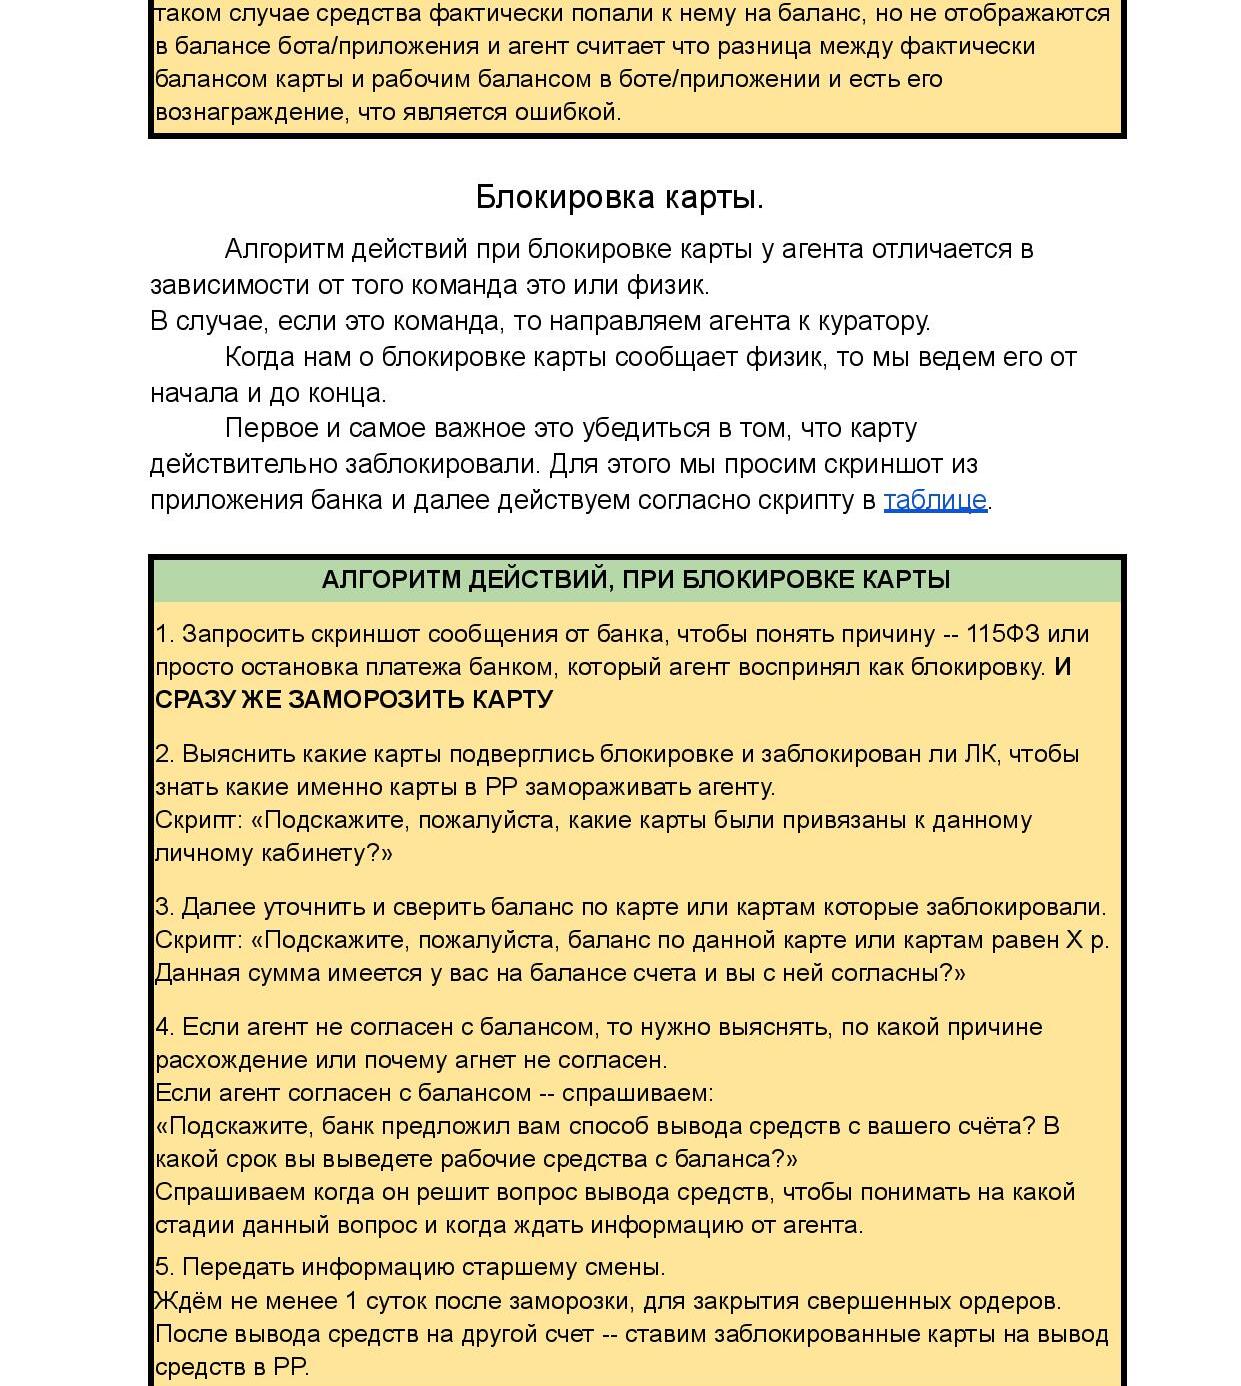 таком случае средства фактически попали к нему на баланс, но не отображаются
в балансе бота/приложения и агент считает что разница между фактически
балансом карты и рабочим балансом в боте/приложении и есть его
вознаграждение, что является ошибкой.
Блокировка карты.
Алгоритм действий при блокировке карты у агента отличается в
зависимости от того команда это или физик.
В случае, если это команда, то направляем агента к куратору.
Когда нам о блокировке карты сообщает физик, то мы ведем его от
начала и до конца.
Первое и самое важное это убедиться в том, что карту
действительно заблокировали. Для этого мы просим скриншот из
приложения банка и далее действуем согласно скрипту в таблице.
АЛГОРИТМ ДЕЙСТВИЙ, ПРИ БЛОКИРОВКЕ КАРТЫ
1. Запросить скриншот сообщения от банка, чтобы понять причину -- 115ФЗ или
просто остановка платежа банком, который агент воспринял как блокировку. И
СРАЗУ ЖЕ ЗАМОРОЗИТЬ КАРТУ
2. Выяснить какие карты подверглись блокировке и заблокирован ли ЛК, чтобы
знать какие именно карты в РР замораживать агенту.
Скрипт: «Подскажите, пожалуйста, какие карты были привязаны к данному
личному кабинету?»
3. Далее уточнить и сверить баланс по карте или картам которые заблокировали.
Скрипт: «Подскажите, пожалуйста, баланс по данной карте или картам равен Х р.
Данная сумма имеется у вас на балансе счета и вы с ней согласны?»
4. Если агент не согласен с балансом, то нужно выяснять, по какой причине
расхождение или почему агнет не согласен.
Если агент согласен с балансом -- спрашиваем:
«Подскажите, банк предложил вам способ вывода средств с вашего счёта? В
какой срок вы выведете рабочие средства с баланса?»
Спрашиваем когда он решит вопрос вывода средств, чтобы понимать на какой
стадии данный вопрос и когда ждать информацию от агента.
5. Передать информацию старшему смены.
Ждём не менее 1 суток после заморозки, для закрытия свершенных ордеров.
После вывода средств на другой счет -- ставим заблокированные карты на вывод
средств в РР.